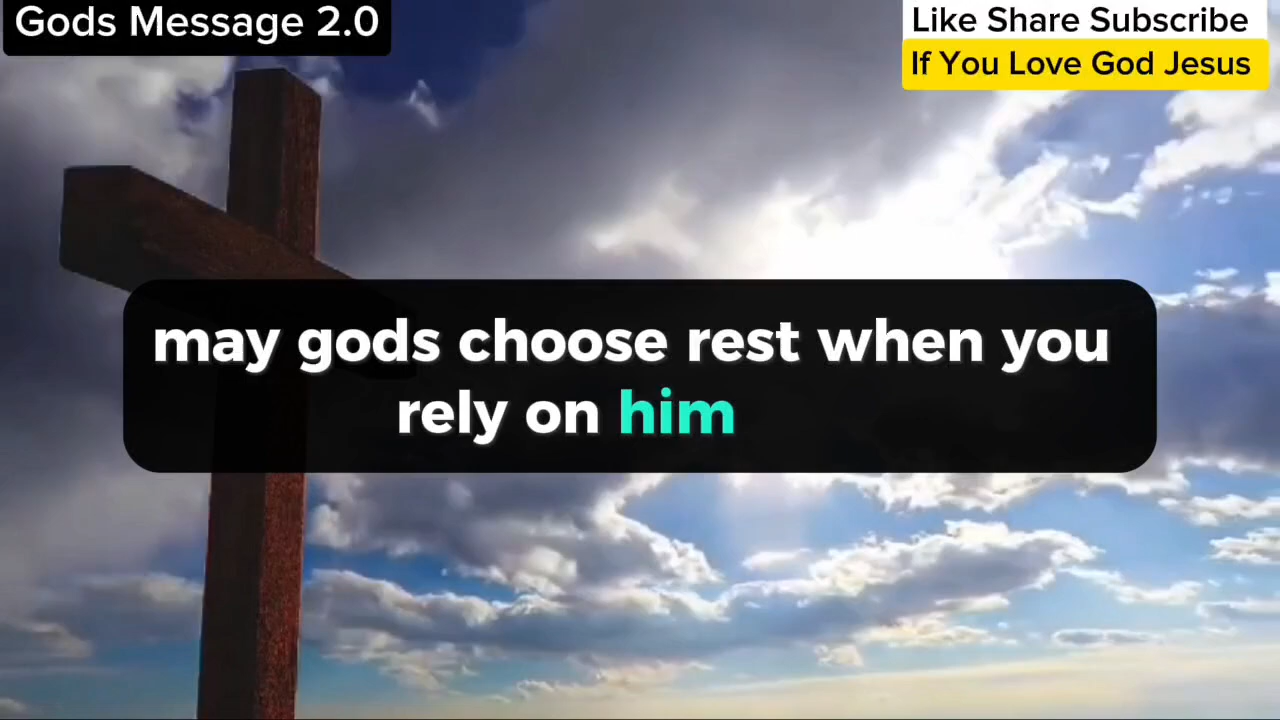 Gods Message 2.0
Like Share Subscribe
If You Love God Jesus
may gods choose rest when you
rely on him